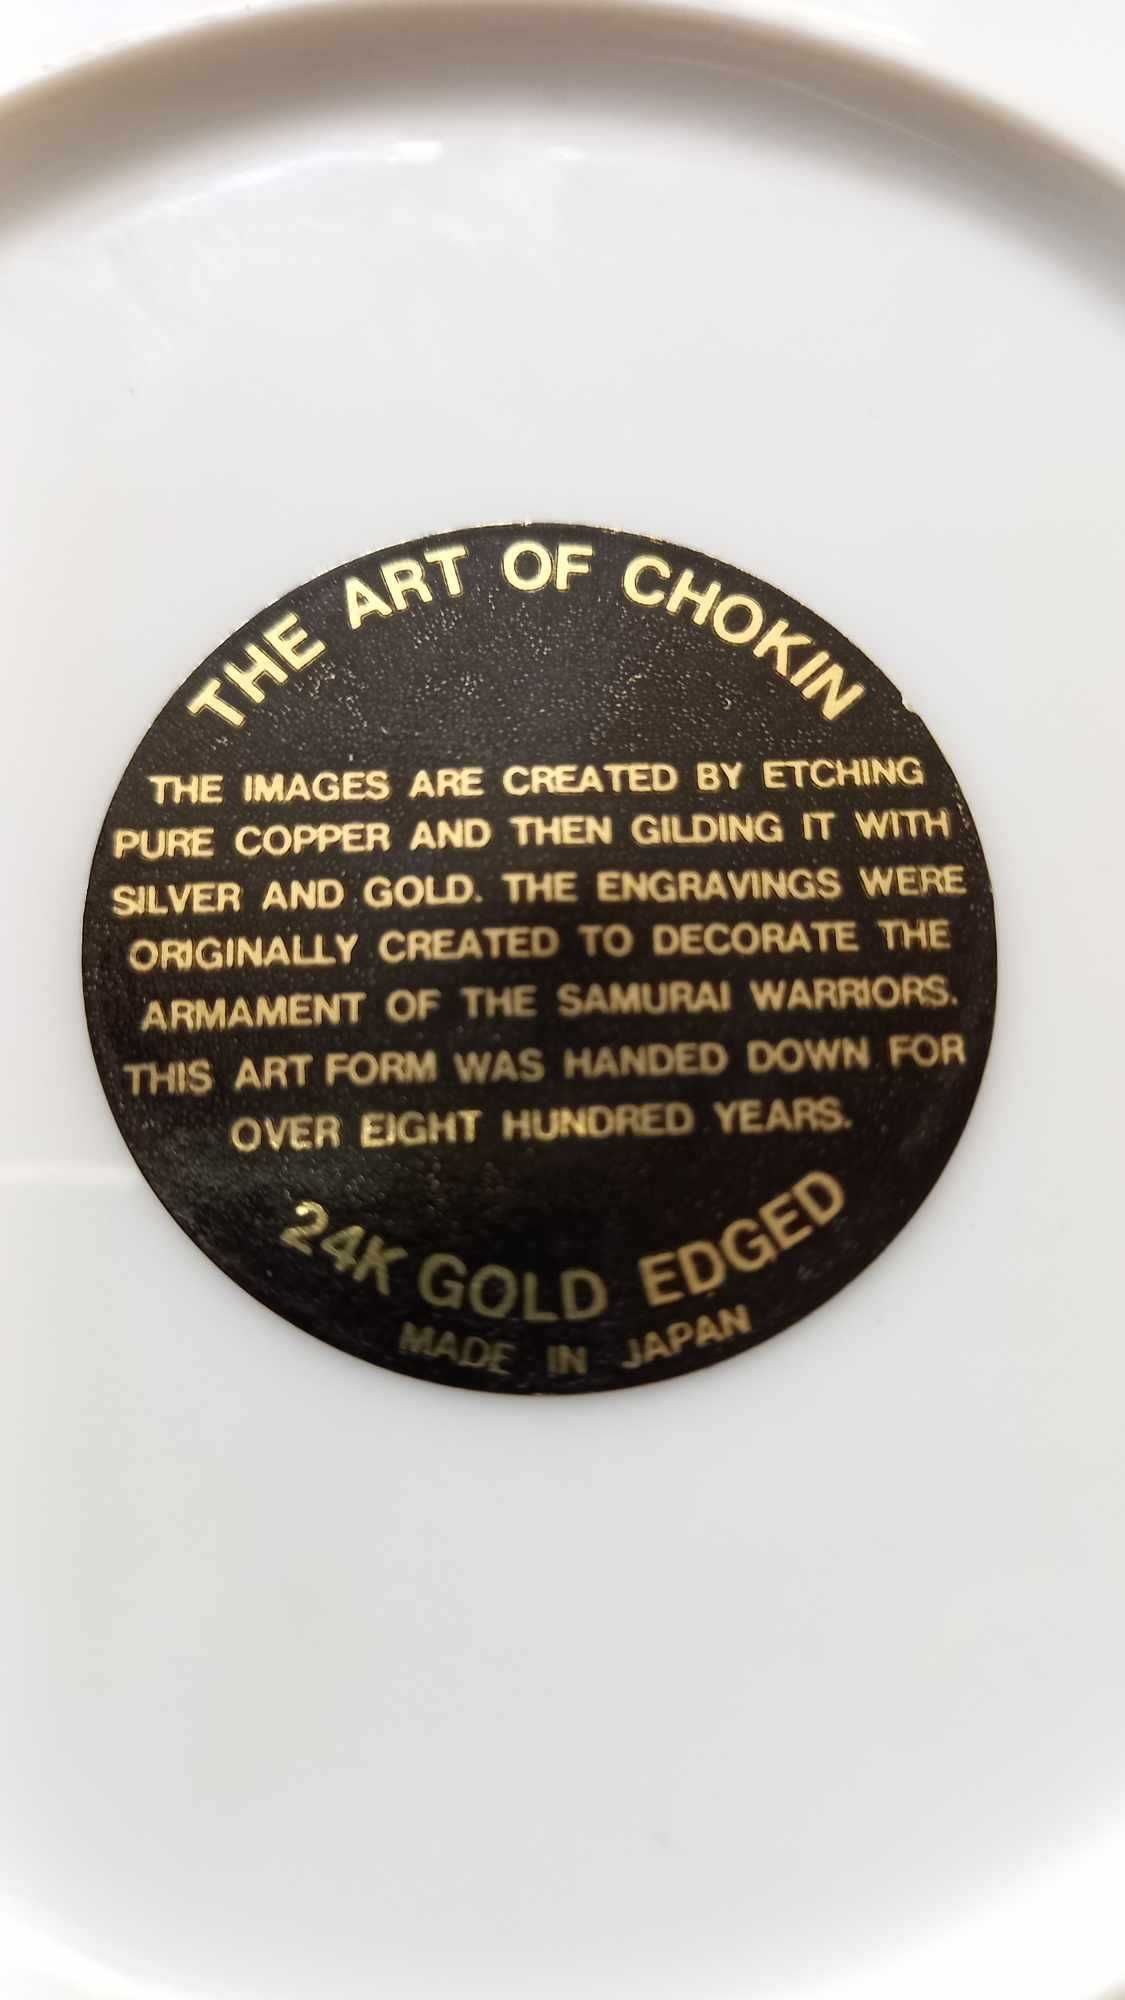 THE ART OF CHOKIN
THE IMAGES ARE CREATED BY ETCHING
PURE COPPER AND THEN GILDING IT WITH
SILVER AND GOLD. THE ENGRAVINGS WERE
ORIGINALLY CREATED TO DECORATE THE
ARMAMENT OF THE SAMURAI WARRIORS.
THIS ART FORM WAS HANDED DOWN FOR
OVER EIGHT HUNDRED YEARS.
24K GOLD EDGED
MADE IN JAPAN